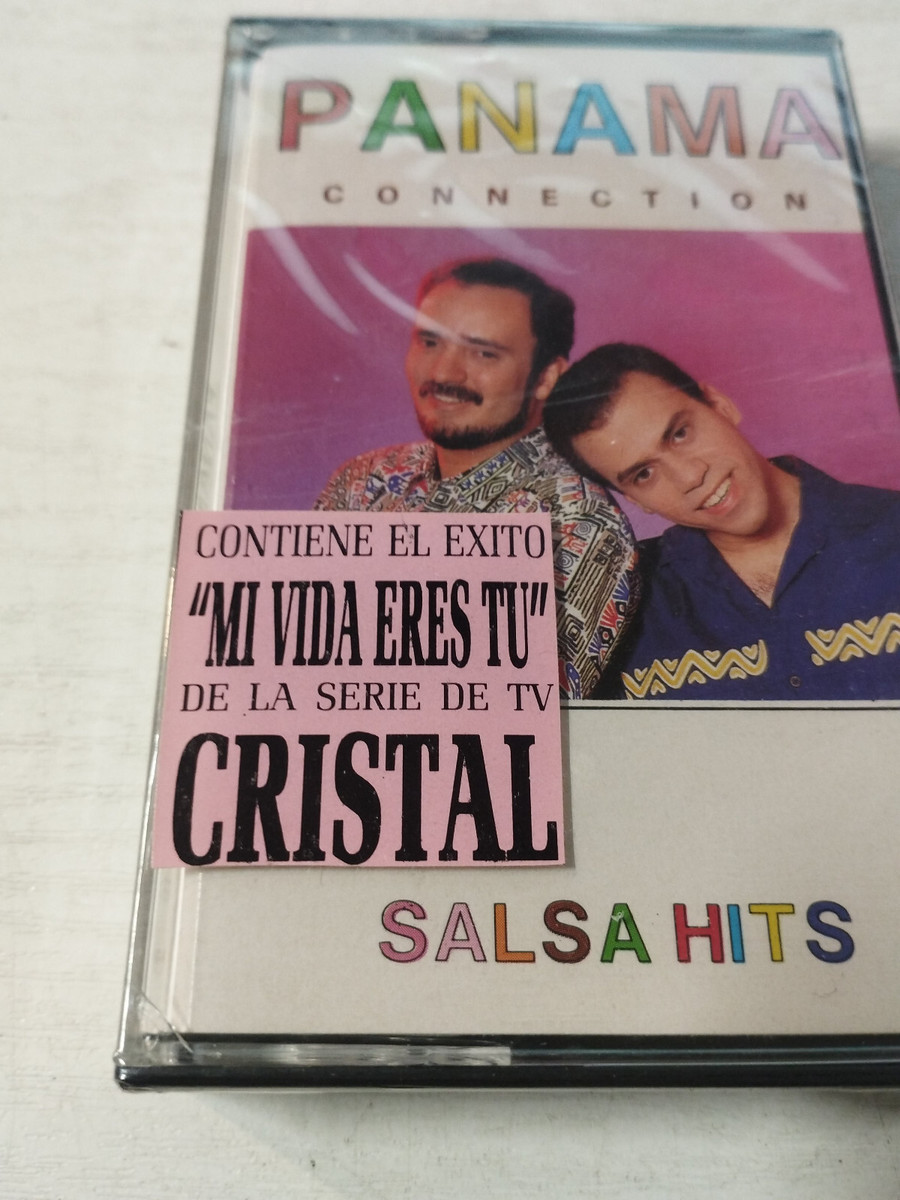 PANAMA
CONNECTION
CONTIENE EL EXITO
"MI VIDA ERES TU"
DE LA SERIE DE TV
CRISTAL
SALSA HITS